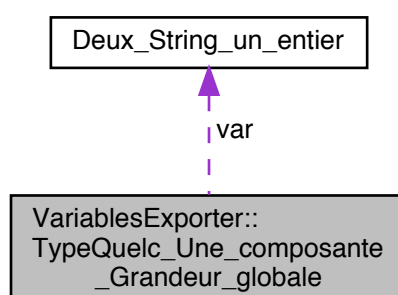 Deux_String_un_entier
var
VariablesExporter::
TypeQuelc_Une_composante
_Grandeur_globale